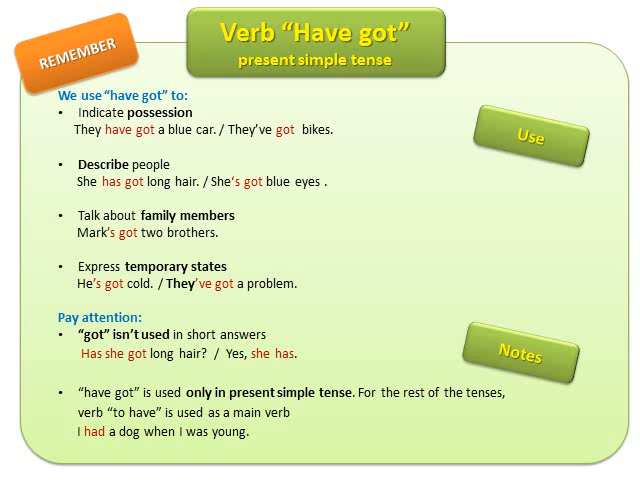 REMEMBER
Verb “Have got”
present simple tense
We use “have got” to:
• Indicate possession
They have got a blue car. / They’ve got bikes.
Use
• Describe people
She has got long hair. / She‘s got blue eyes .
• Talk about family members
Mark’s got two brothers.
• Express temporary states
He’s got cold. / They’ve got a problem.
Pay attention:
• “got” isn’t used in short answers
Has she got long hair? / Yes, she has.
Notes
• “have got” is used only in present simple tense. For the rest of the tenses,
verb “to have” is used as a main verb
I had a dog when I was young.